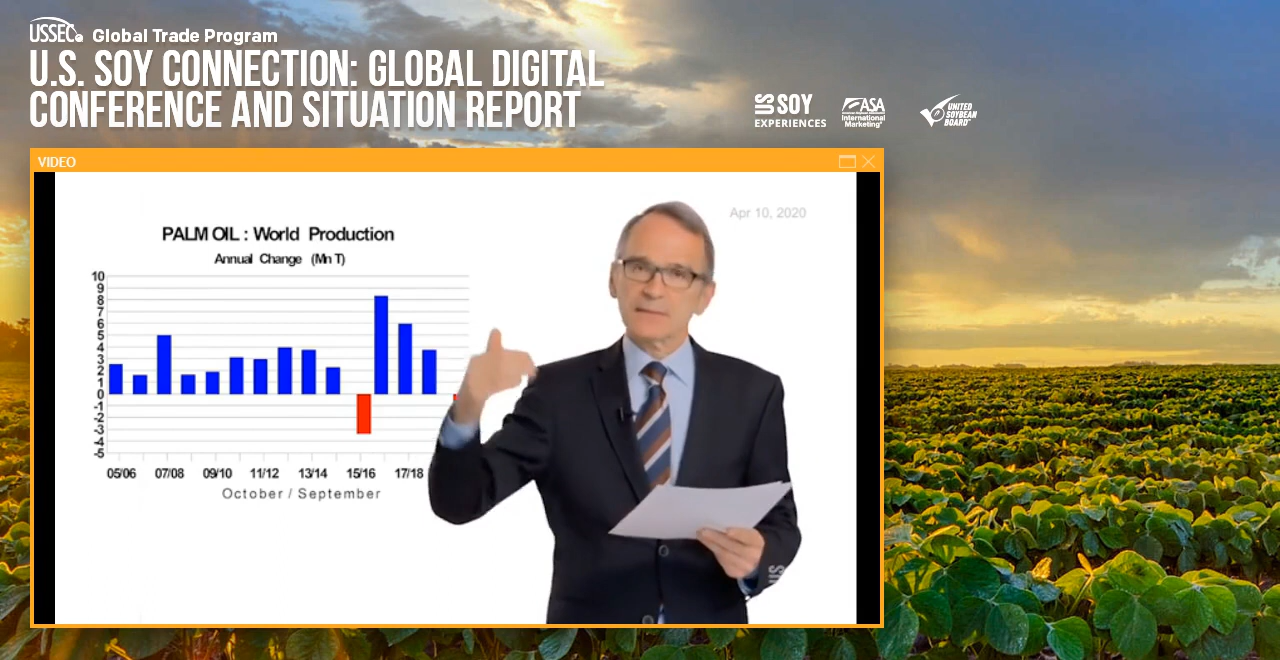 USSEC Global Trade Program
U.S. SOY CONNECTION: GLOBAL DIGITAL
CONFERENCE AND SITUATION REPORT
US SOY
EXPERIENCES
ASA
International
Marketing
UNITED
SOYBEAN
BOARD
VIDEO
Apr 10, 2020
PALM OIL : World Production
Annual Change (Mn T)
10
9
8
7
6
5
4
3
2
1
0
-1
-2
-3
-4
-5
05/06 07/08 09/10 11/12 13/14 15/16 17/18
October / September
US